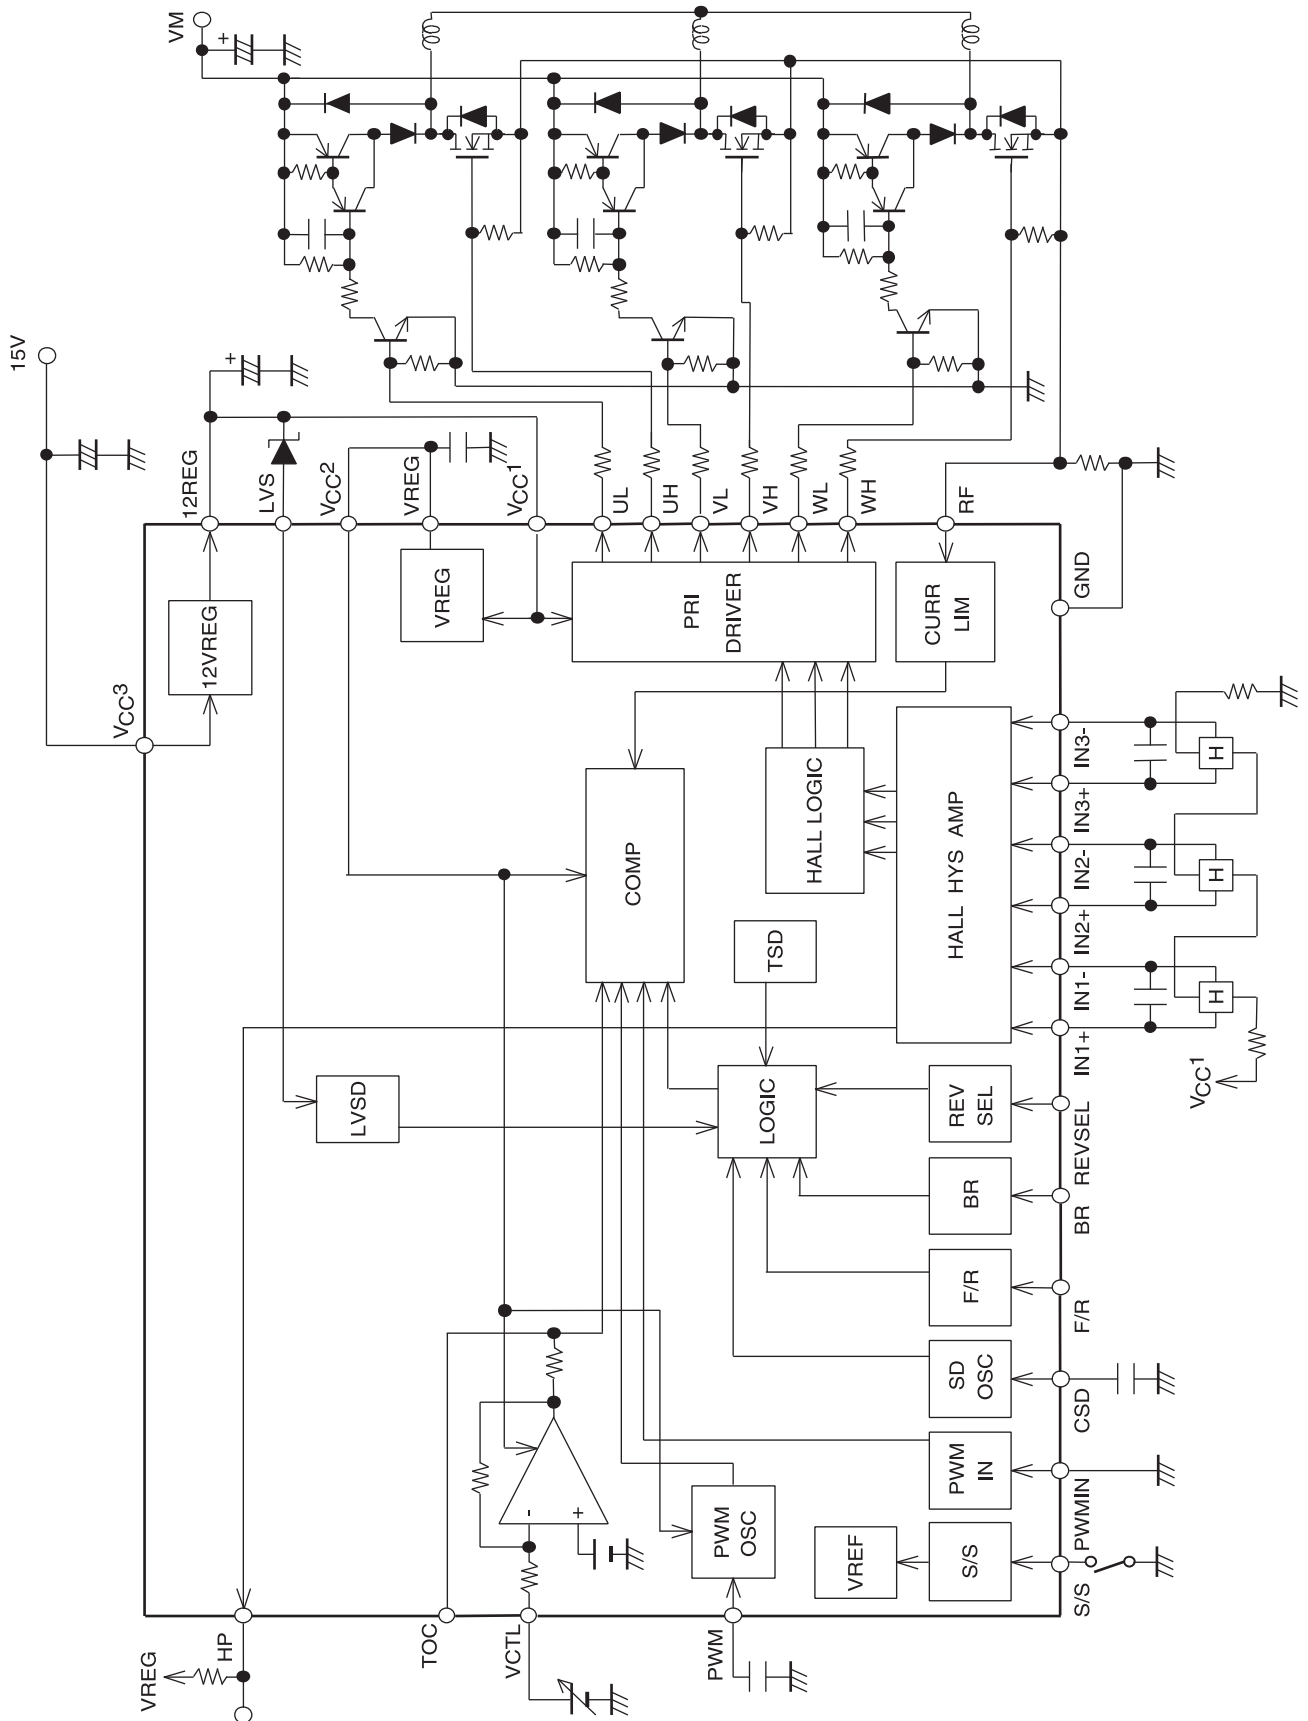 VREG
HP
TOC
VCTL
PWM
VCC3
12REG
LVS
VCC2
VREG
VCC1
UL
UH
VL
VH
WL
WH
RF
GND
15V
VM
+
+
12VREG
VREG
PRI
DRIVER
CURR
LIM
COMP
HALL LOGIC
HALL HYS AMP
TSD
LVSD
LOGIC
REV
SEL
BR
F/R
SD
OSC
PWM
IN
S/S
VREF
PWM
OSC
-
+
S/S
PWMIN
CSD
F/R
BR
REVSEL
IN1+
IN1-
IN2+
IN2-
IN3+
IN3-
H
H
H
VCC1